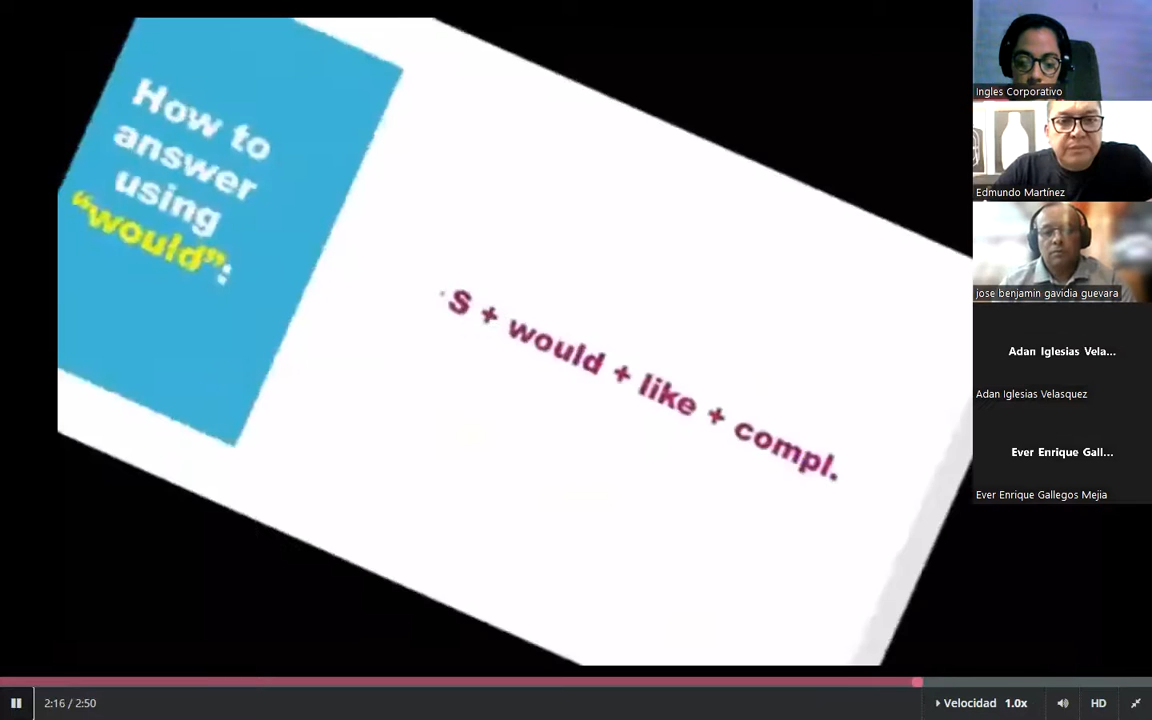 How to
answer
using
“would”:
S + would + like + compl.
Ingles Corporativo
Edmundo Martínez
jose benjamin gavidia guevara
Adan Iglesias Vela...
Adan Iglesias Velasquez
Ever Enrique Gall...
Ever Enrique Gallegos Mejia
2:16 / 2:50
Velocidad 1.0x
HD